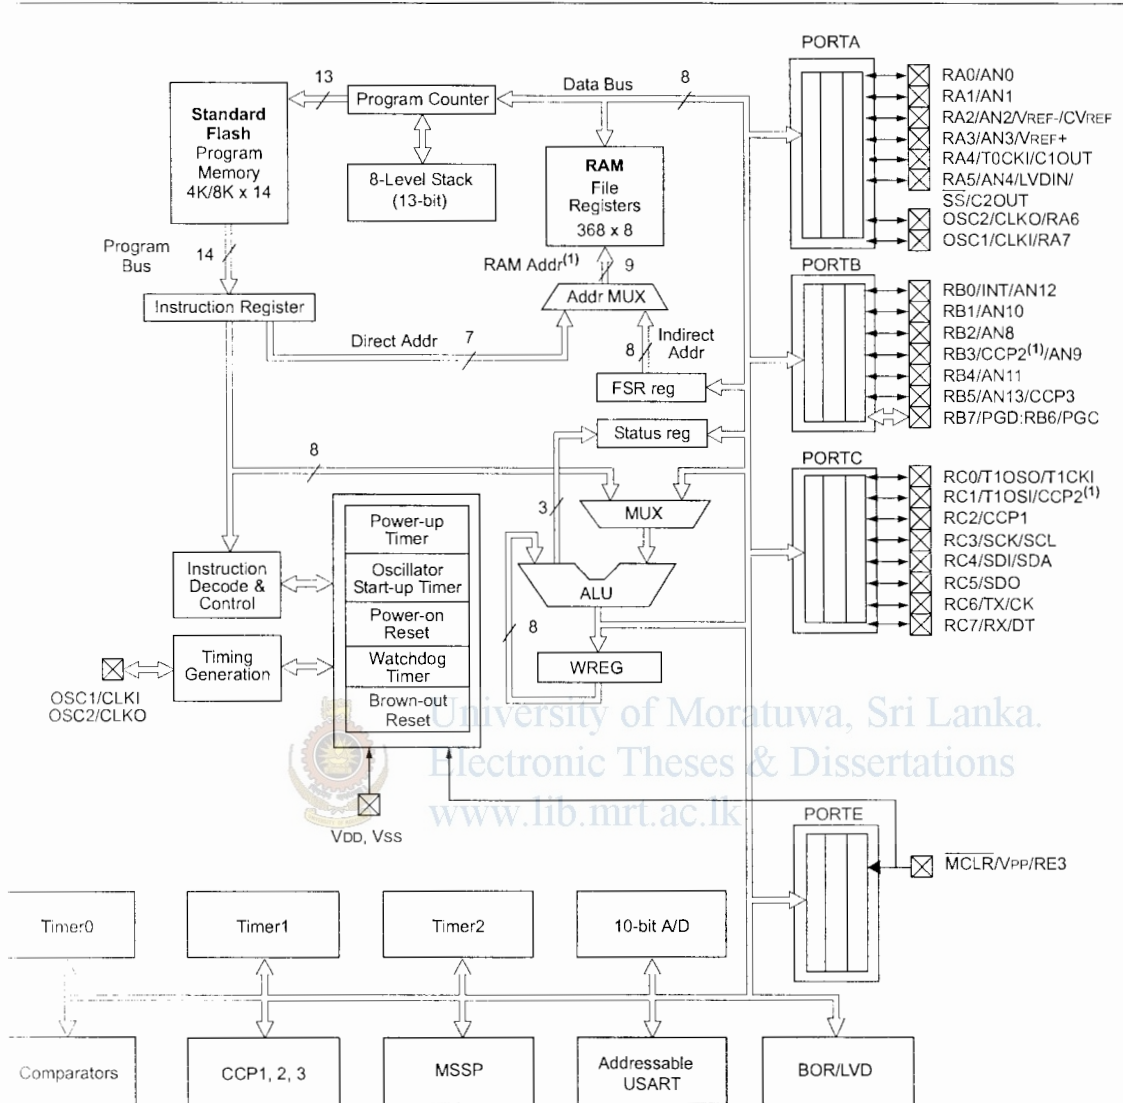 PORTA
13
Data Bus
8
Standard
Flash
Program
Memory
4K/8K x 14
Program Counter
8-Level Stack
(13-bit)
RAM
File
Registers
368 x 8
RA0/AN0
RA1/AN1
RA2/AN2/VREF-/CVREF
RA3/AN3/VREF+
RA4/T0CKI/C1OUT
RA5/AN4/LVDIN/
SS/C2OUT
OSC2/CLKO/RA6
OSC1/CLKI/RA7
Program
Bus
14
RAM Addr(1)
9
PORTB
Instruction Register
Addr MUX
Direct Addr
7
8
Indirect
Addr
FSR reg
Status reg
RB0/INT/AN12
RB1/AN10
RB2/AN8
RB3/CCP2(1)/AN9
RB4/AN11
RB5/AN13/CCP3
RB7/PGD:RB6/PGC
8
3
MUX
PORTC
RC0/T1OSO/T1CKI
RC1/T1OSI/CCP2(1)
RC2/CCP1
RC3/SCK/SCL
RC4/SDI/SDA
RC5/SDO
RC6/TX/CK
RC7/RX/DT
Power-up
Timer
Oscillator
Start-up Timer
Power-on
Reset
Watchdog
Timer
Brown-out
Reset
Instruction
Decode &
Control
ALU
8
WREG
Timing
Generation
OSC1/CLKI
OSC2/CLKO
University of Moratuwa, Sri Lanka.
Electronic Theses & Dissertations
www.lib.mrt.ac.lk
VDD, VSS
PORTE
MCLR/VPP/RE3
Timer0
Timer1
Timer2
10-bit A/D
Comparators
CCP1, 2, 3
MSSP
Addressable
USART
BOR/LVD